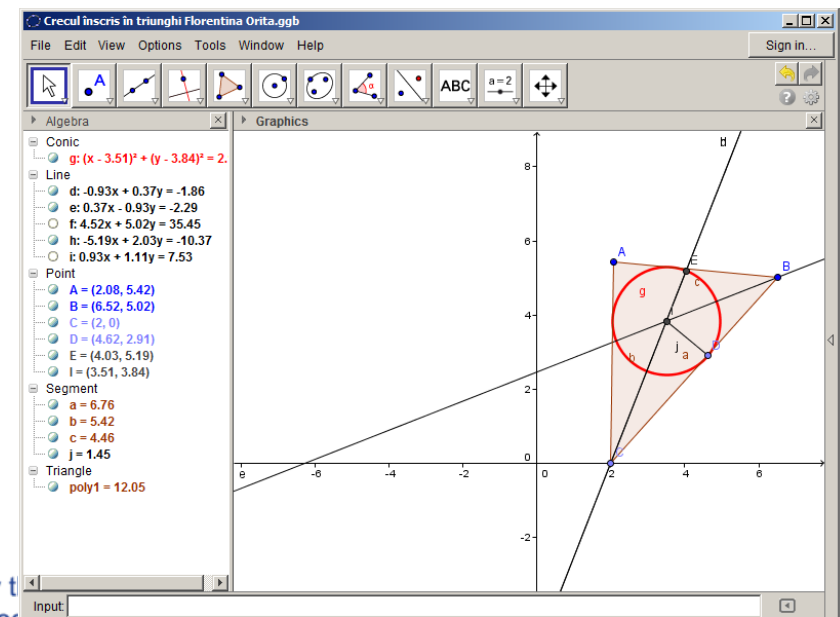 Crecul înscris in triunghi Florentina Orita.ggb
File Edit View Options Tools Window Help
Sign in...
A
α
ABC
a = 2
Algebra
Graphics
Conic
g: (x - 3.51)² + (y - 3.84)² = 2.
Line
d: -0.93x + 0.37y = -1.86
e: 0.37x - 0.93y = -2.29
f: 4.52x + 5.02y = 35.45
h: -5.19x + 2.03y = -10.37
i: 0.93x + 1.11y = 7.53
Point
A = (2.08, 5.42)
B = (6.52, 5.02)
C = (2, 0)
D = (4.62, 2.91)
E = (4.03, 5.19)
I = (3.51, 3.84)
Segment
a = 6.76
b = 5.42
c = 4.46
j = 1.45
Triangle
poly1 = 12.05
8
6
A
E
B
c
g
4
I
j
a
b
2
C
0
e
-8
-6
-4
-2
0
2
4
6
-2
Input: